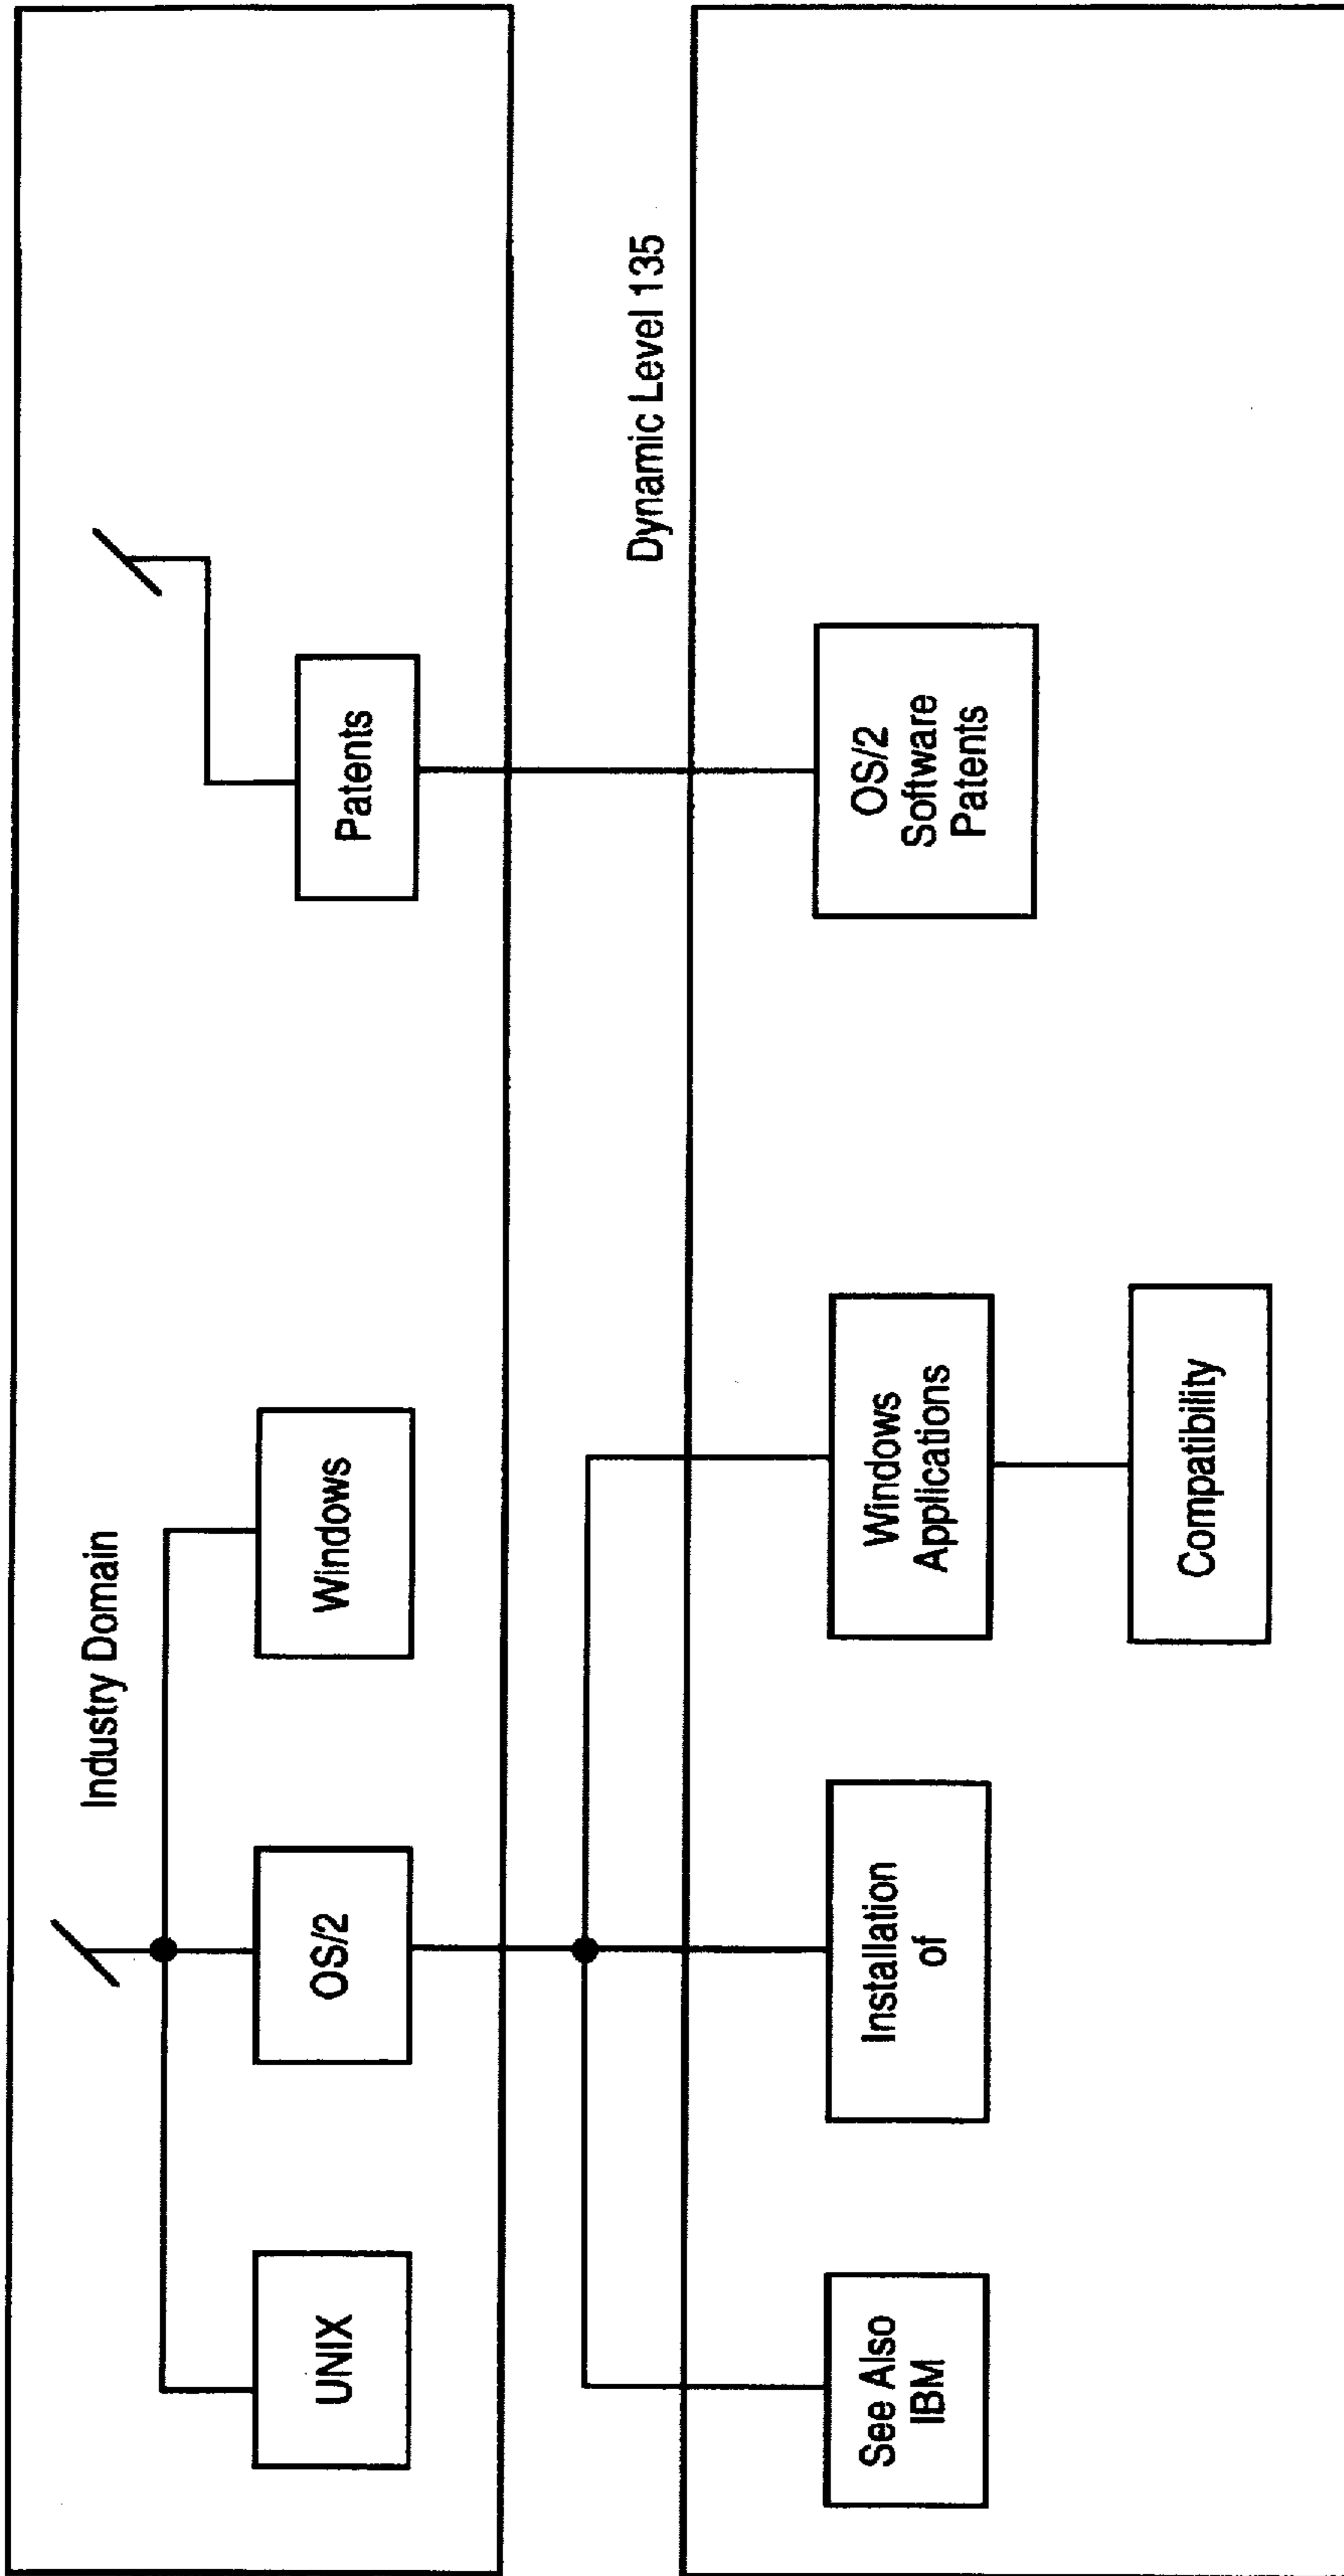 Industry Domain
UNIX
OS/2
Windows
Patents
Dynamic Level 135
See Also
IBM
Installation
of
Windows
Applications
OS/2
Software
Patents
Compatibility